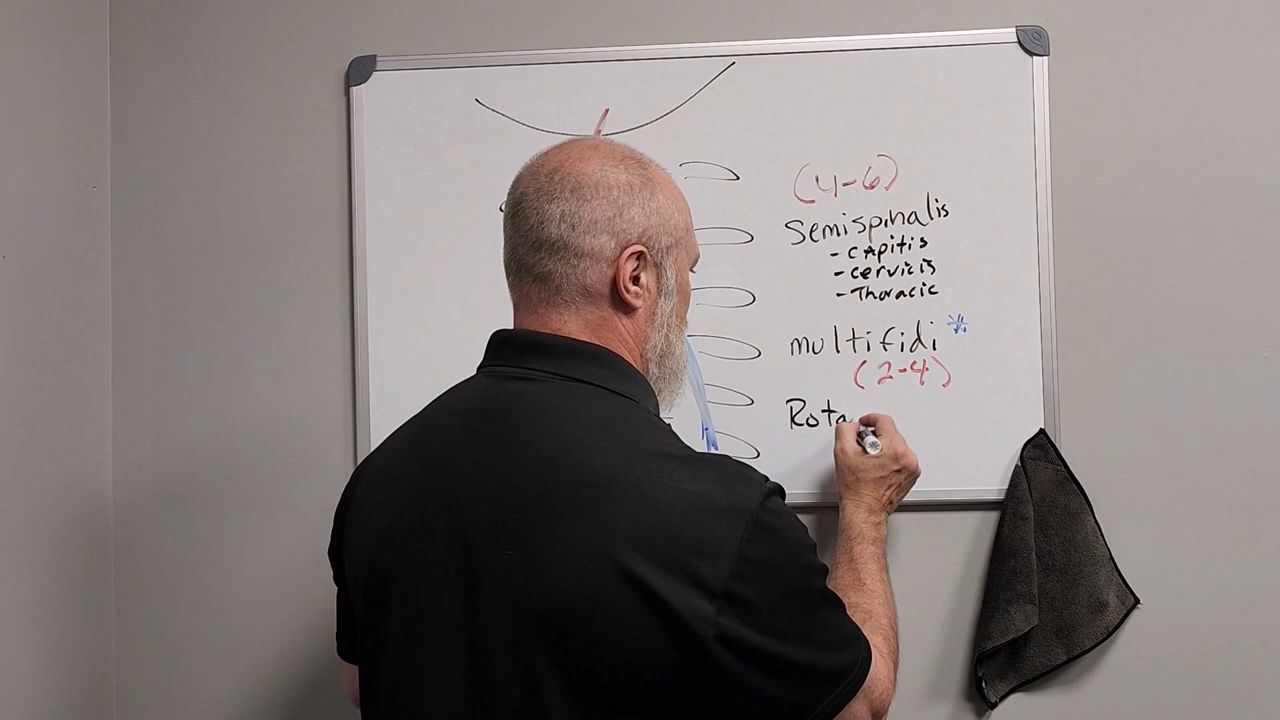 (4-6)
Semispinalis
- capitis
- cervicis
- Thoracic
multifidi *
(2-4)
Rota